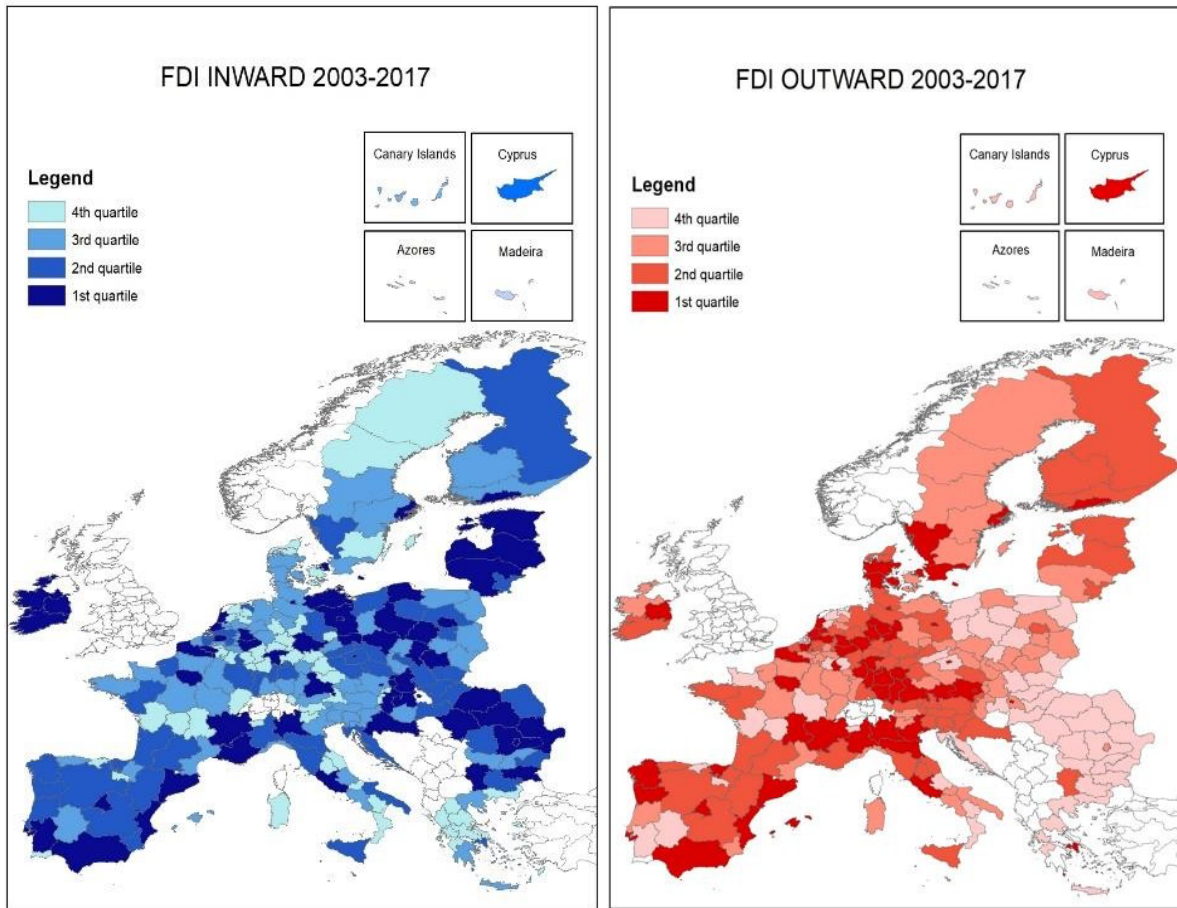 FDI INWARD 2003-2017
Canary Islands
Cyprus
Legend
4th quartile
3rd quartile
2nd quartile
1st quartile
Azores
Madeira
FDI OUTWARD 2003-2017
Canary Islands
Cyprus
Legend
4th quartile
3rd quartile
2nd quartile
1st quartile
Azores
Madeira